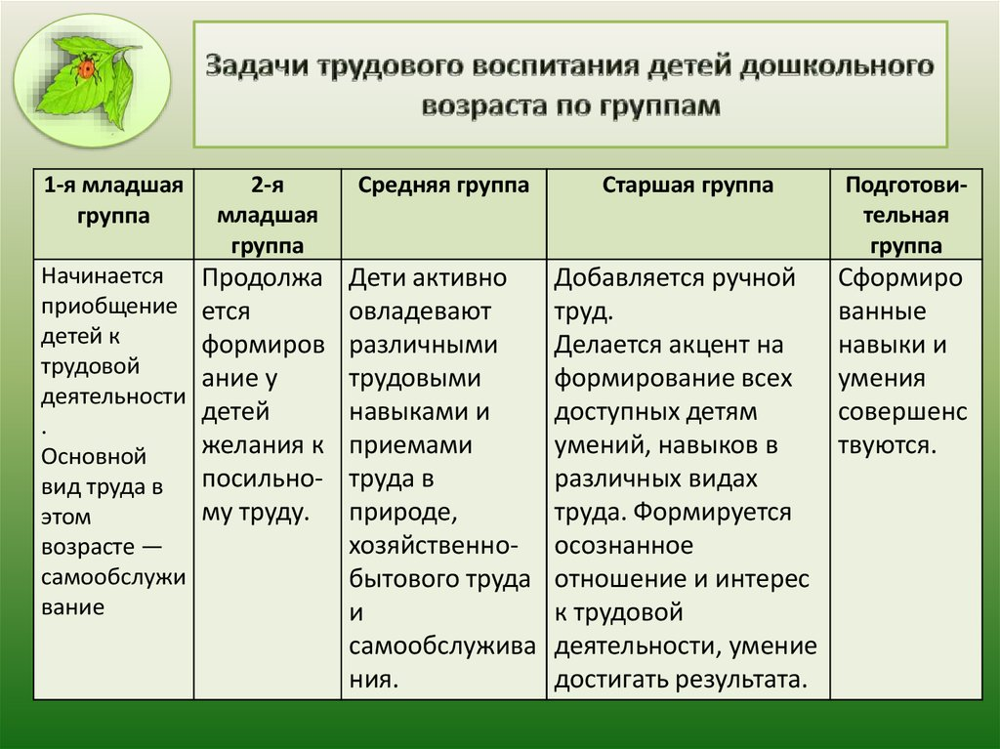 Задачи трудового воспитания детей дошкольного
возраста по группам
1-я младшая
группа
2-я
младшая
группа
Средняя группа
Старшая группа
Подготови-
тельная
группа
Начинается
приобщение
детей к
трудовой
деятельности
.
Основной
вид труда в
этом
возрасте —
самообслужи
вание
Продолжа
ется
формиров
ание у
детей
желания к
посильно-
му труду.
Дети активно
овладевают
различными
трудовыми
навыками и
приемами
труда в
природе,
хозяйственно-
бытового труда
и
самообслужива
ния.
Добавляется ручной
труд.
Делается акцент на
формирование всех
доступных детям
умений, навыков в
различных видах
труда. Формируется
осознанное
отношение и интерес
к трудовой
деятельности, умение
достигать результата.
Сформиро
ванные
навыки и
умения
совершенс
твуются.